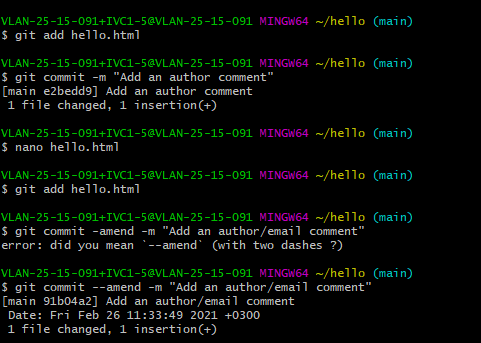 VLAN-25-15-091+IVC1-5@VLAN-25-15-091 MINGW64 ~/hello (main)
$ git add hello.html
VLAN-25-15-091+IVC1-5@VLAN-25-15-091 MINGW64 ~/hello (main)
$ git commit -m "Add an author comment"
[main e2bedd9] Add an author comment
 1 file changed, 1 insertion(+)
VLAN-25-15-091+IVC1-5@VLAN-25-15-091 MINGW64 ~/hello (main)
$ nano hello.html
VLAN-25-15-091+IVC1-5@VLAN-25-15-091 MINGW64 ~/hello (main)
$ git add hello.html
VLAN-25-15-091+IVC1-5@VLAN-25-15-091 MINGW64 ~/hello (main)
$ git commit -amend -m "Add an author/email comment"
error: did you mean `--amend` (with two dashes ?)
VLAN-25-15-091+IVC1-5@VLAN-25-15-091 MINGW64 ~/hello (main)
$ git commit --amend -m "Add an author/email comment"
[main 91b04a2] Add an author/email comment
 Date: Fri Feb 26 11:33:49 2021 +0300
 1 file changed, 1 insertion(+)